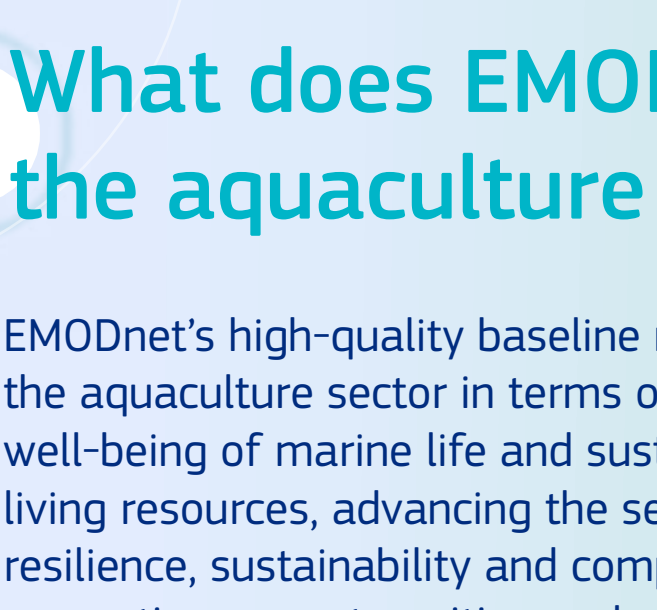 What does EMOD
the aquaculture
EMODnet’s high-quality baseline
the aquaculture sector in terms
well-being of marine life and sust
living resources, advancing the se
resilience, sustainability and comp